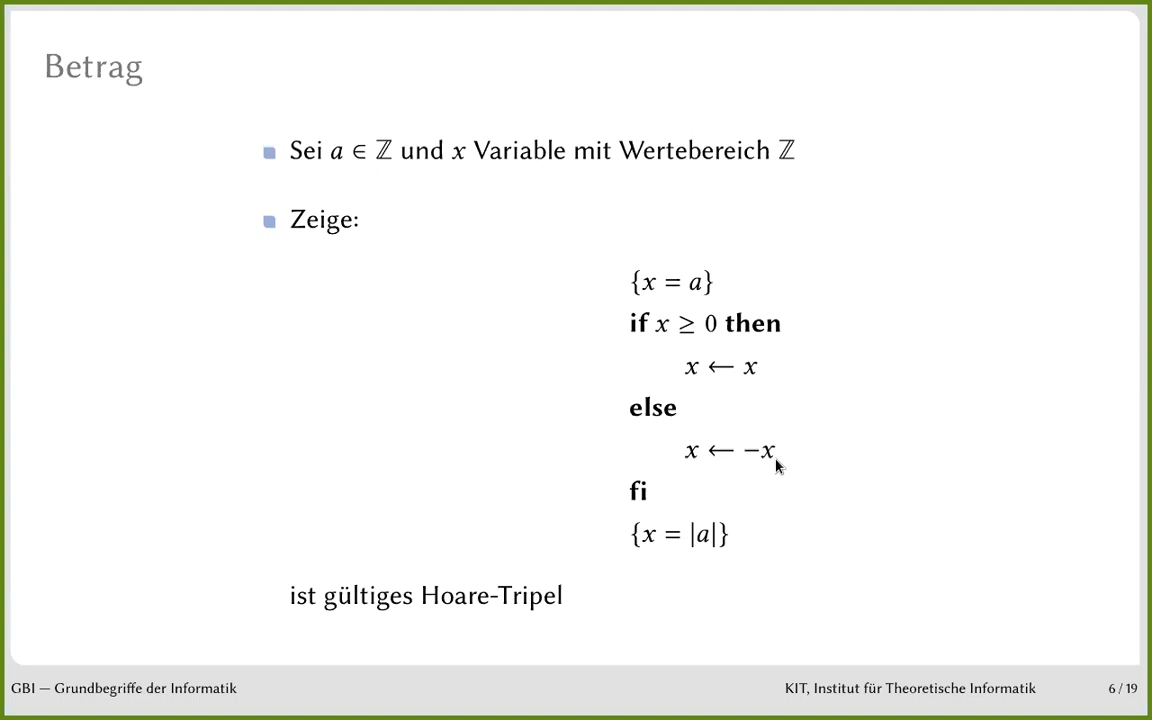 Betrag
Sei a ∈ ℤ und x Variable mit Wertebereich ℤ
Zeige:
{x = a}
if x ≥ 0 then
x ← x
else
x ← −x
fi
{x = |a|}
ist gültiges Hoare-Tripel
GBI — Grundbegriffe der Informatik KIT, Institut für Theoretische Informatik 6 / 19